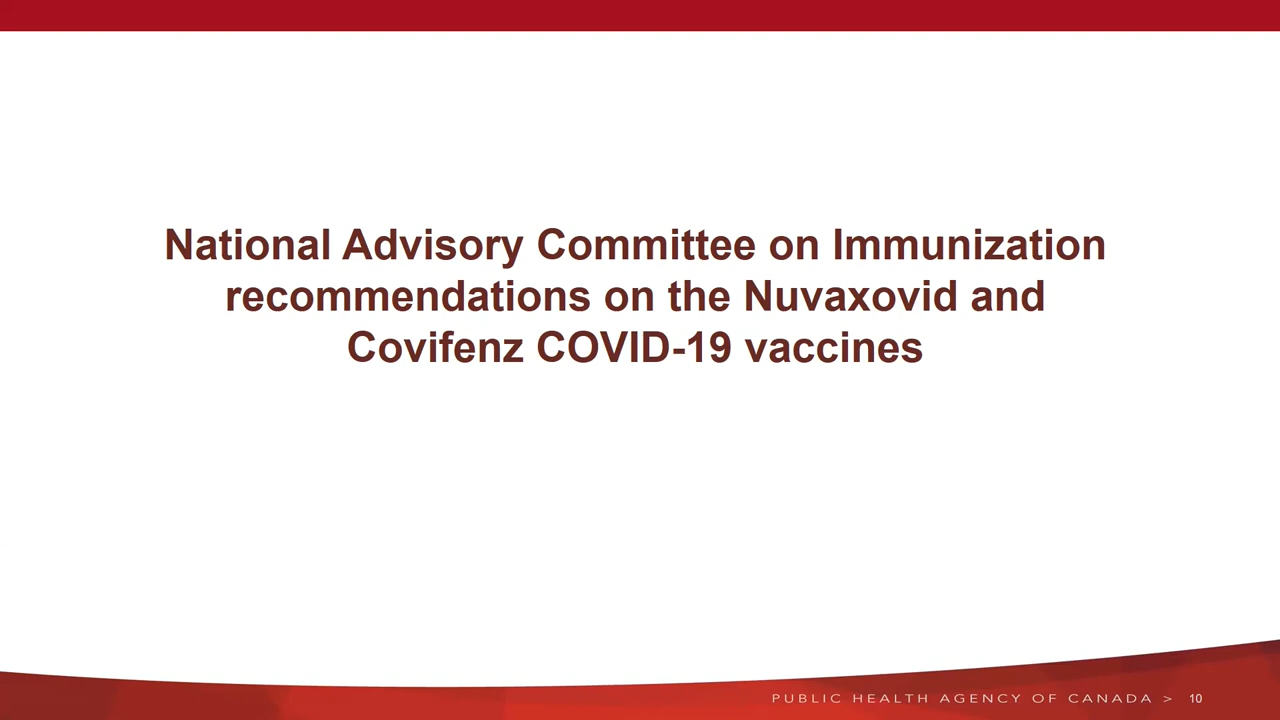 National Advisory Committee on Immunization
recommendations on the Nuvaxovid and
Covifenz COVID-19 vaccines
PUBLIC HEALTH AGENCY OF CANADA > 10